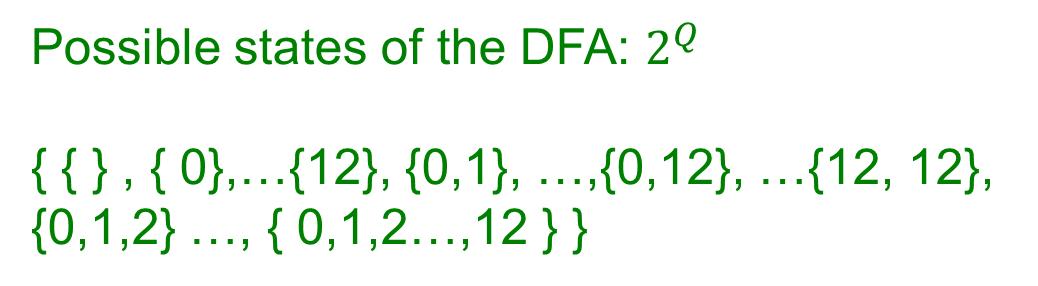 Possible states of the DFA: 2^Q
{ { } , { 0},…{12}, {0,1}, …,{0,12}, …{12, 12},
{0,1,2} …, { 0,1,2…,12 } }